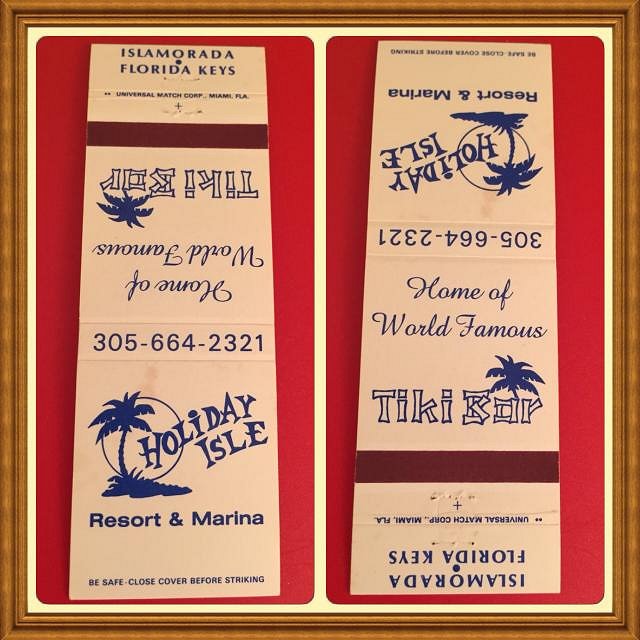 ISLAMORADA
FLORIDA KEYS
•• UNIVERSAL MATCH CORP., MIAMI, FLA.
Tiki Bar
World Famous
Home of
305-664-2321
HOLIDAY
ISLE
Resort & Marina
BE SAFE-CLOSE COVER BEFORE STRIKING
BE SAFE-CLOSE COVER BEFORE STRIKING
Resort & Marina
HOLIDAY
ISLE
305-664-2321
Home of
World Famous
Tiki Bar
•• UNIVERSAL MATCH CORP., MIAMI, FLA.
ISLAMORADA
FLORIDA KEYS